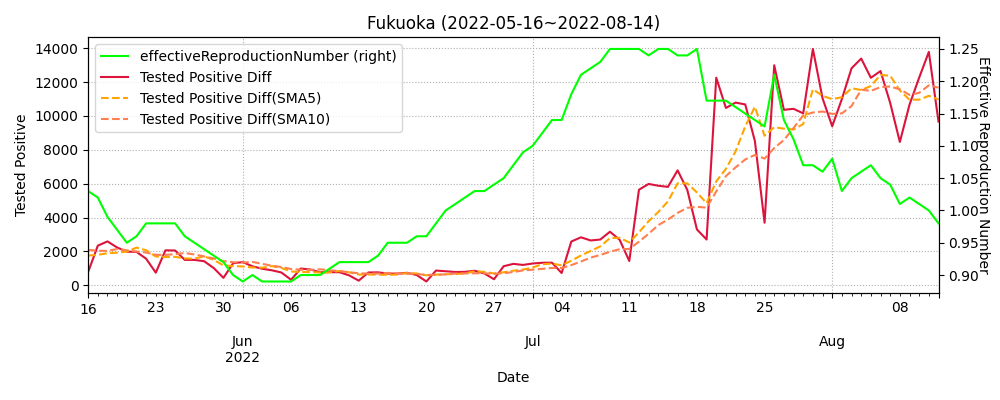 Fukuoka (2022-05-16~2022-08-14)
effectiveReproductionNumber (right)
Tested Positive Diff
Tested Positive Diff(SMA5)
Tested Positive Diff(SMA10)
Tested Positive
14000
12000
10000
8000
6000
4000
2000
0
1.25
1.20
1.15
1.10
1.05
1.00
0.95
0.90
Effective Reproduction Number
16 23 30 06 13 20 27 04 11 18 25 08
Jun Jul Aug
2022
Date